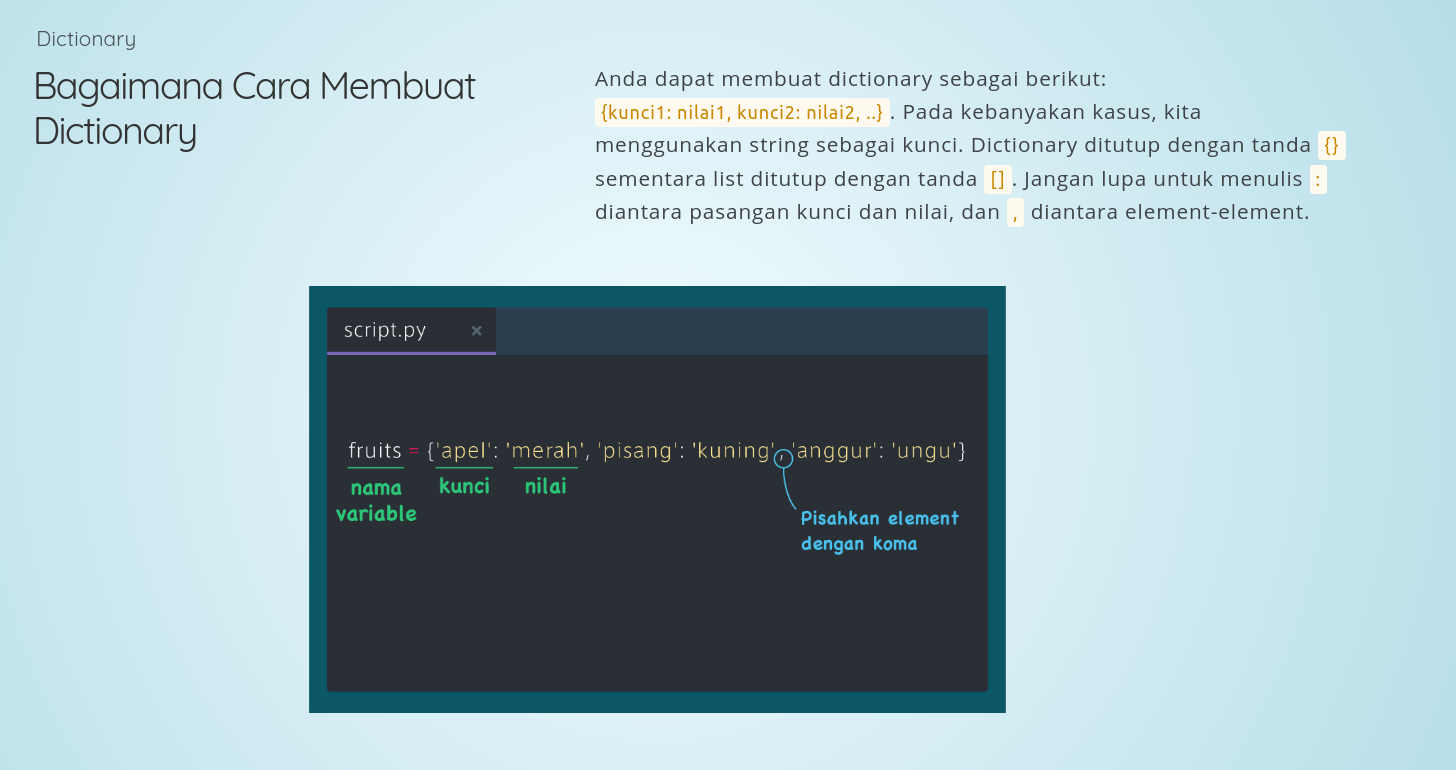 Dictionary
Bagaimana Cara Membuat
Dictionary
Anda dapat membuat dictionary sebagai berikut:
{kunci1: nilai1, kunci2: nilai2, ..} . Pada kebanyakan kasus, kita
menggunakan string sebagai kunci. Dictionary ditutup dengan tanda {}
sementara list ditutup dengan tanda []. Jangan lupa untuk menulis :
diantara pasangan kunci dan nilai, dan , diantara element-element.
script.py ×
fruits = {'apel': 'merah', 'pisang': 'kuning', 'anggur': 'ungu'}
nama
variable
kunci
nilai
Pisahkan element
dengan koma